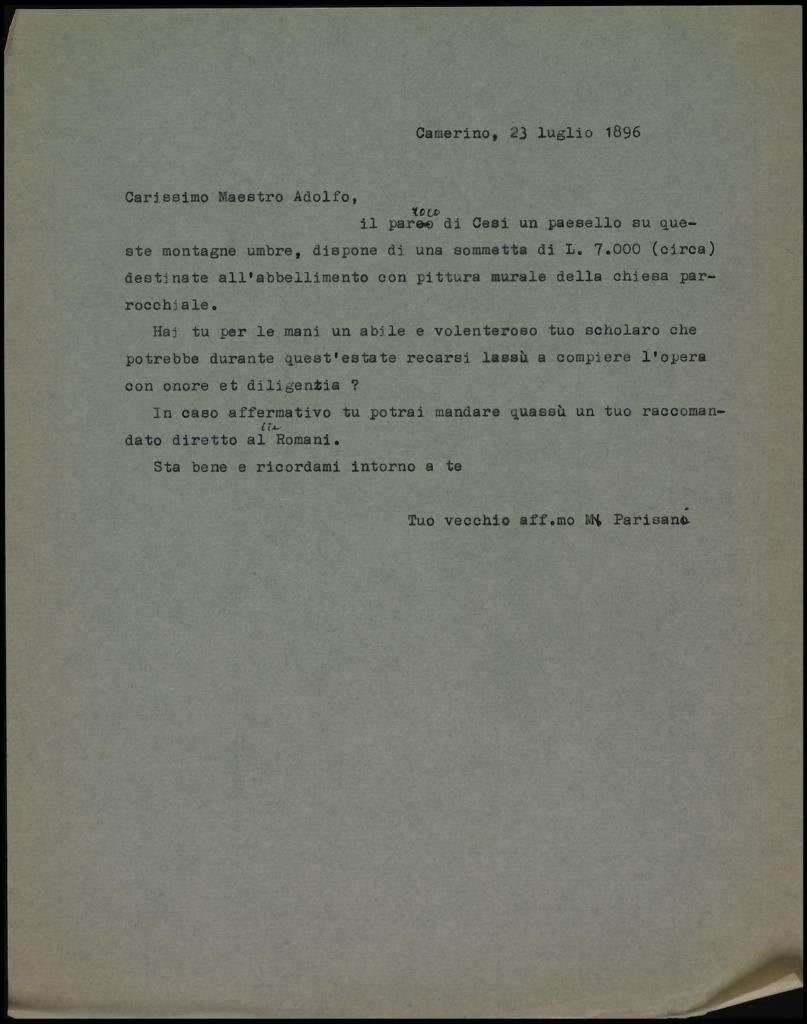 Camerino, 23 luglio 1896
Carissimo Maestro Adolfo,
il parroco di Cesi un paesello su que-
ste montagne umbre, dispone di una sommetta di L. 7.000 (circa)
destinate all'abbellimento con pittura murale della chiesa par-
rocchiale.
Hai tu per le mani un abile e volenteroso tuo scholaro che
potrebbe durante quest'estate recarsi lassù a compiere l'opera
con onore et diligentia ?
In caso affermativo tu potrai mandare quassù un tuo raccoman-
dato diretto al Romani.
Sta bene e ricordami intorno a te
Tuo vecchio aff.mo Parisani